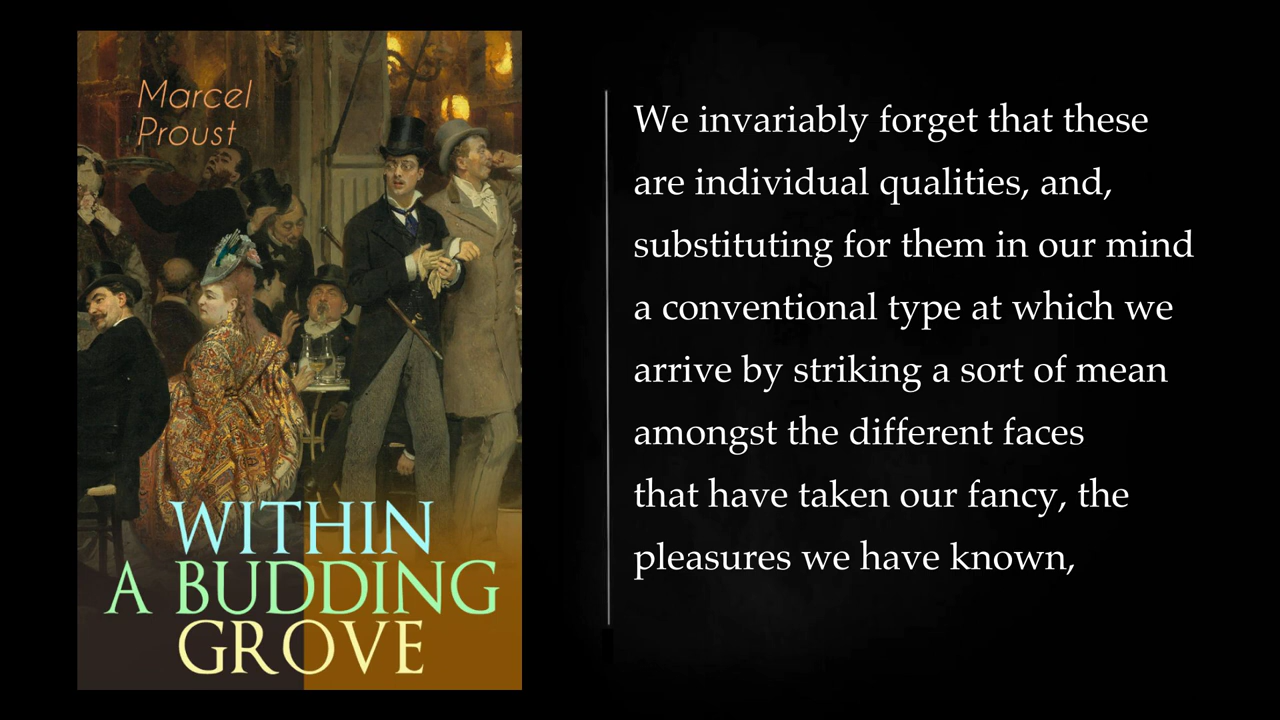 Marcel
Proust
WITHIN
A BUDDING
GROVE
We invariably forget that these
are individual qualities, and,
substituting for them in our mind
a conventional type at which we
arrive by striking a sort of mean
amongst the different faces
that have taken our fancy, the
pleasures we have known,